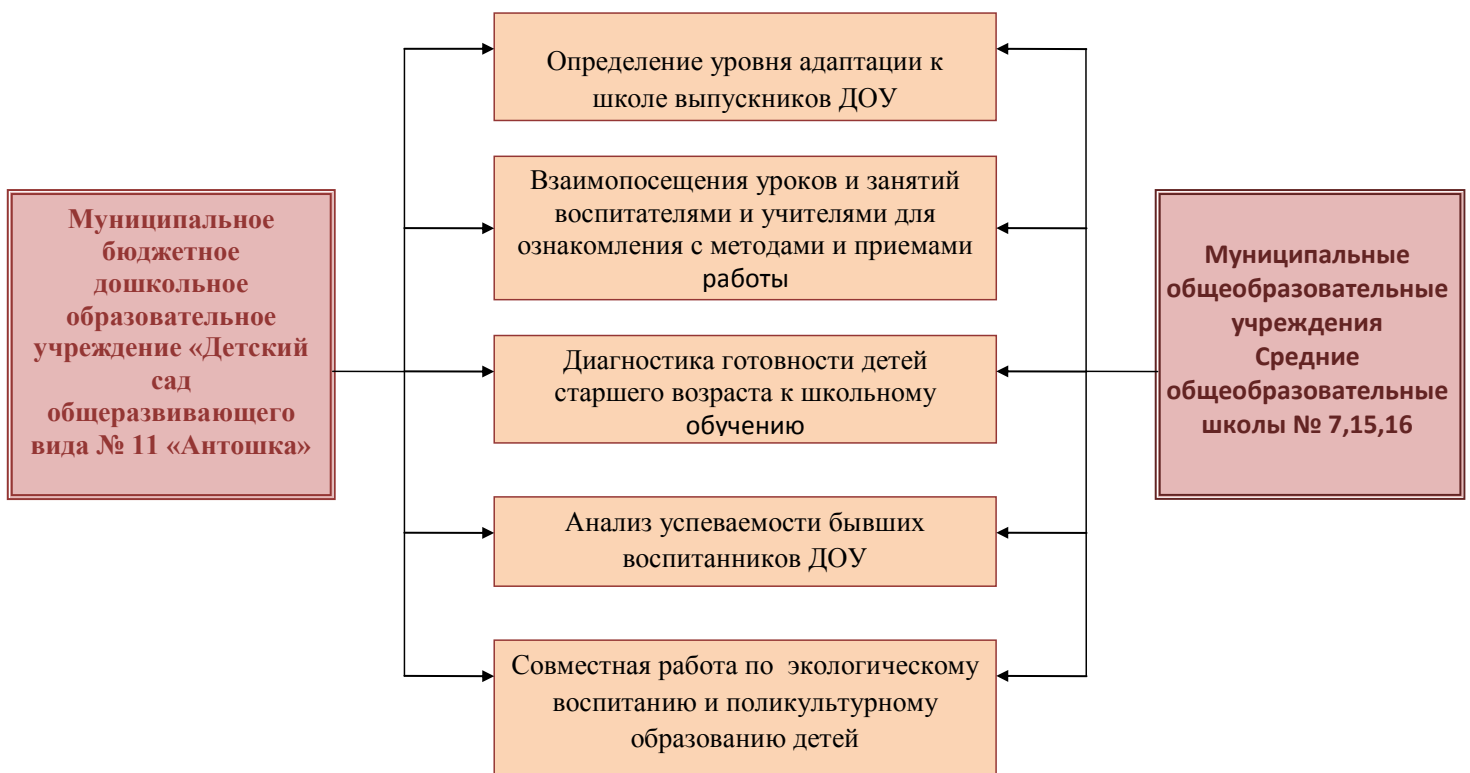 Определение уровня адаптации к
школе выпускников ДОУ
Взаимопосещения уроков и занятий
воспитателями и учителями для
ознакомления с методами и приемами
работы
Муниципальное
бюджетное
дошкольное
образовательное
учреждение «Детский
сад
общеразвивающего
вида № 11 «Антошка»
Муниципальные
общеобразовательные
учреждения
Средние
общеобразовательные
школы № 7,15,16
Диагностика готовности детей
старшего возраста к школьному
обучению
Анализ успеваемости бывших
воспитанников ДОУ
Совместная работа по экологическому
воспитанию и поликультурному
образованию детей